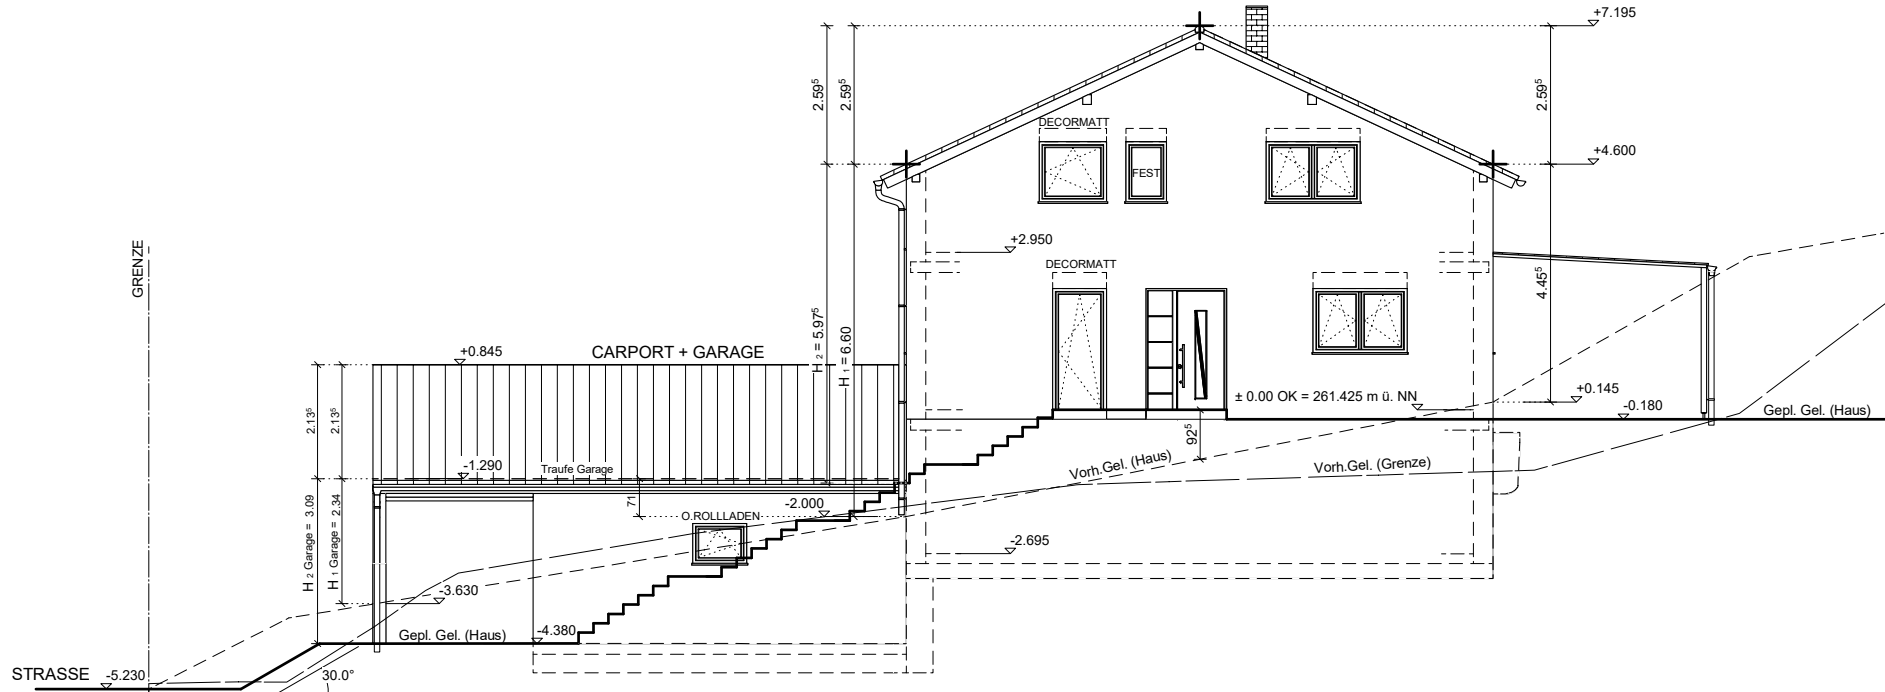 +7.195
2.59⁵
2.59⁵
2.59⁵
DECORMATT
+4.600
FEST
GRENZE
+2.950
DECORMATT
4.45⁵
H ₂ = 5.97⁵
H ₁ = 6.60
+0.845
CARPORT + GARAGE
± 0.00 OK = 261.425 m ü. NN
+0.145
-0.180
Gepl. Gel. (Haus)
2.13⁵
2.13⁵
92⁵
-1.290
Traufe Garage
Vorh.Gel. (Haus)
Vorh.Gel. (Grenze)
71
-2.000
O.ROLLLADEN
H ₂ Garage = 3.09
H ₁ Garage = 2.34
-2.695
-3.630
Gepl. Gel. (Haus)
-4.380
STRASSE
-5.230
30.0°